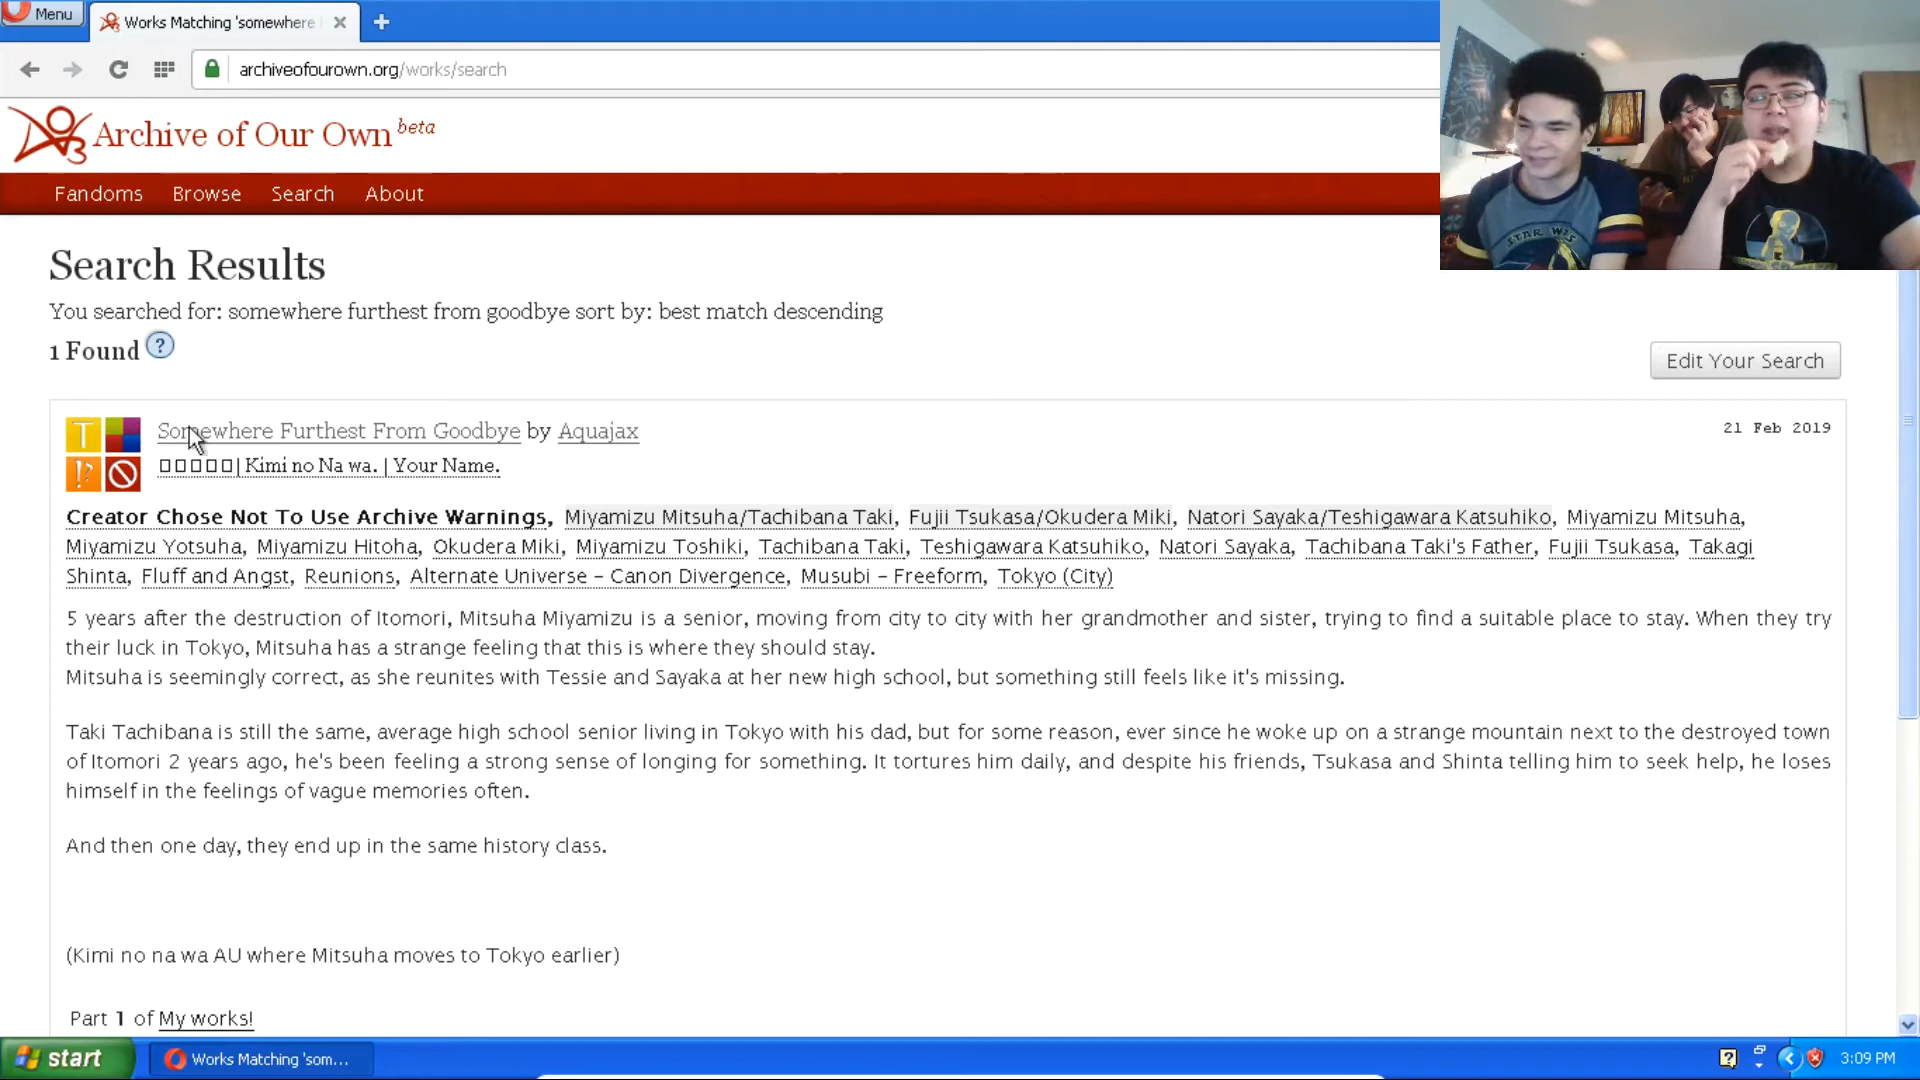 Menu
Works Matching 'somewhere
archiveofourown.org/works/search
Archive of Our Own beta
Fandoms Browse Search About
STAR WARS
Search Results
You searched for: somewhere furthest from goodbye sort by: best match descending
1 Found ?
Edit Your Search
T
Somewhere Furthest From Goodbye by Aquajax
21 Feb 2019
!?
□□□□□| Kimi no Na wa. | Your Name.
Creator Chose Not To Use Archive Warnings, Miyamizu Mitsuha/Tachibana Taki, Fujii Tsukasa/Okudera Miki, Natori Sayaka/Teshigawara Katsuhiko, Miyamizu Mitsuha,
Miyamizu Yotsuha, Miyamizu Hitoha, Okudera Miki, Miyamizu Toshiki, Tachibana Taki, Teshigawara Katsuhiko, Natori Sayaka, Tachibana Taki's Father, Fujii Tsukasa, Takagi
Shinta, Fluff and Angst, Reunions, Alternate Universe – Canon Divergence, Musubi – Freeform, Tokyo (City)
5 years after the destruction of Itomori, Mitsuha Miyamizu is a senior, moving from city to city with her grandmother and sister, trying to find a suitable place to stay. When they try
their luck in Tokyo, Mitsuha has a strange feeling that this is where they should stay.
Mitsuha is seemingly correct, as she reunites with Tessie and Sayaka at her new high school, but something still feels like it's missing.
Taki Tachibana is still the same, average high school senior living in Tokyo with his dad, but for some reason, ever since he woke up on a strange mountain next to the destroyed town
of Itomori 2 years ago, he's been feeling a strong sense of longing for something. It tortures him daily, and despite his friends, Tsukasa and Shinta telling him to seek help, he loses
himself in the feelings of vague memories often.
And then one day, they end up in the same history class.
(Kimi no na wa AU where Mitsuha moves to Tokyo earlier)
Part 1 of My works!
start
Works Matching 'som...
3:09 PM